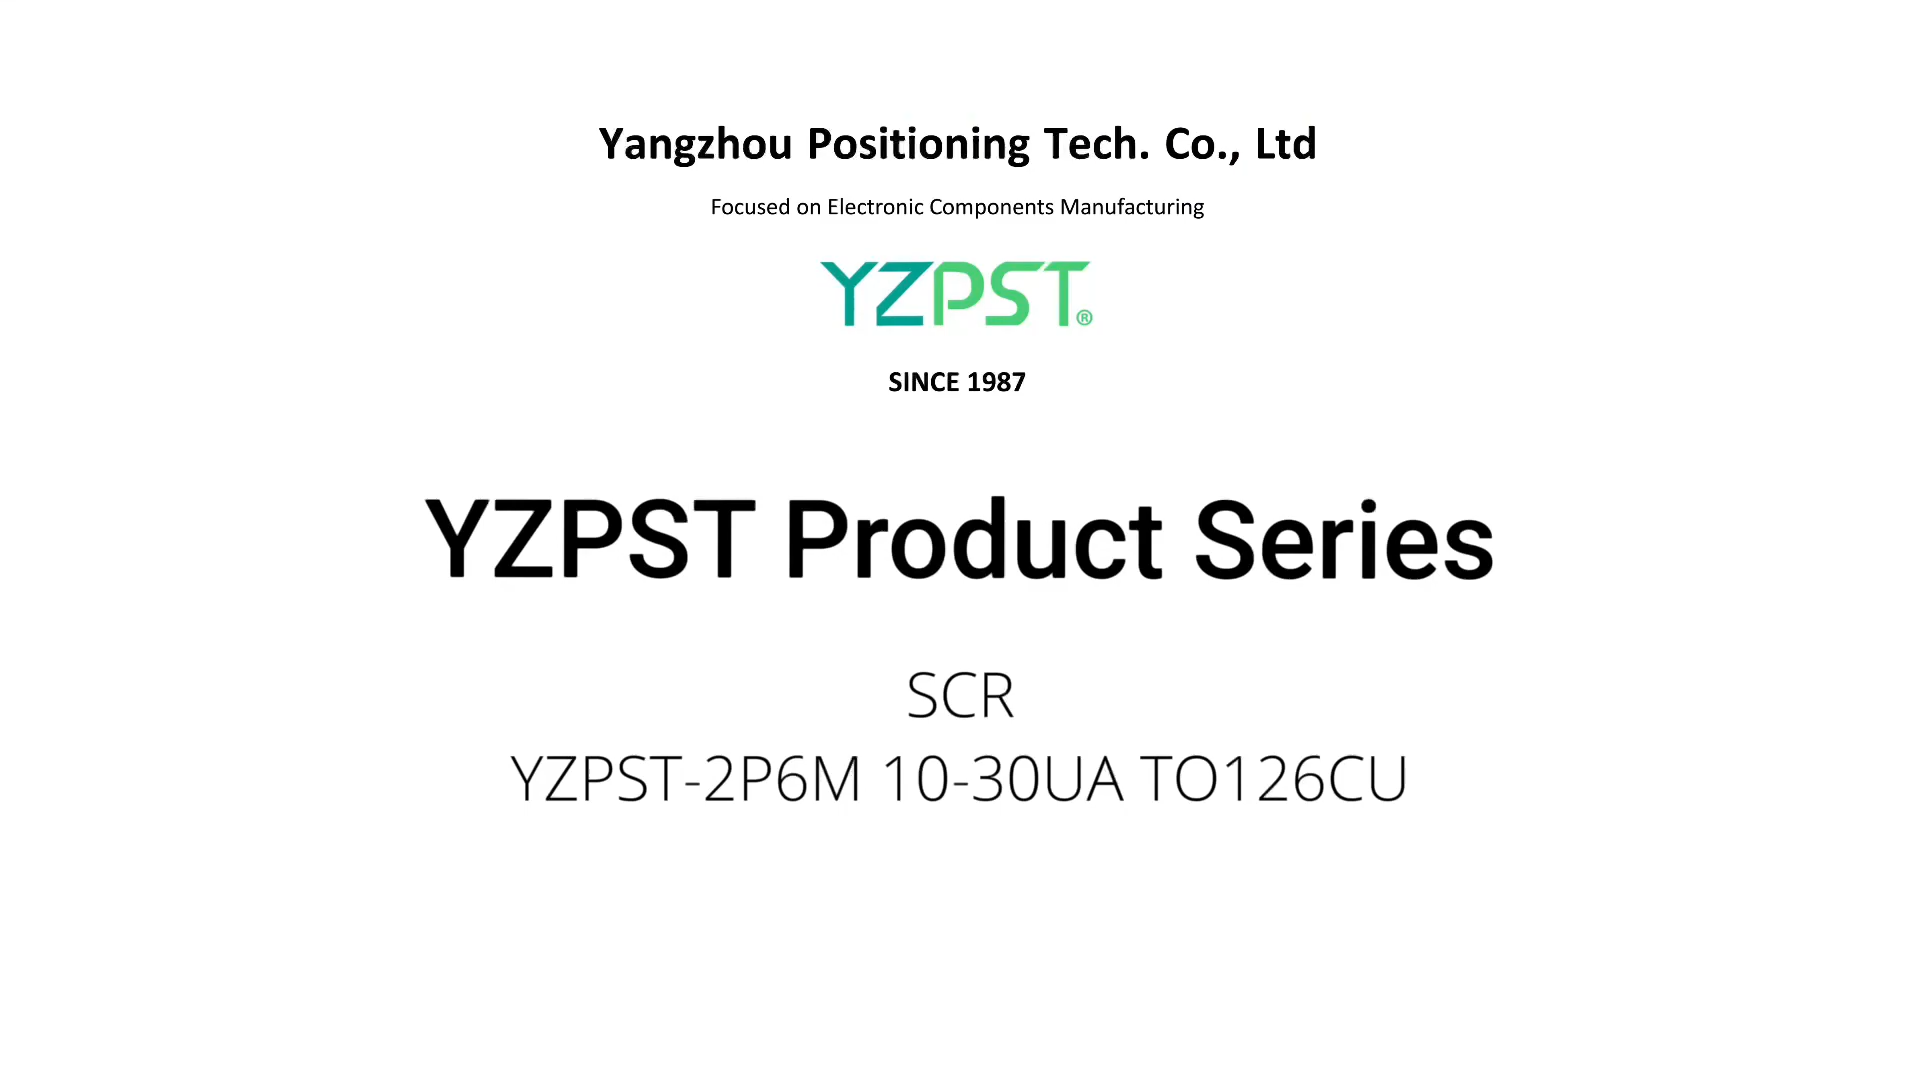 Yangzhou Positioning Tech. Co., Ltd
Focused on Electronic Components Manufacturing
YZPST®
SINCE 1987
YZPST Product Series
SCR
YZPST-2P6M 10-30UA TO126CU